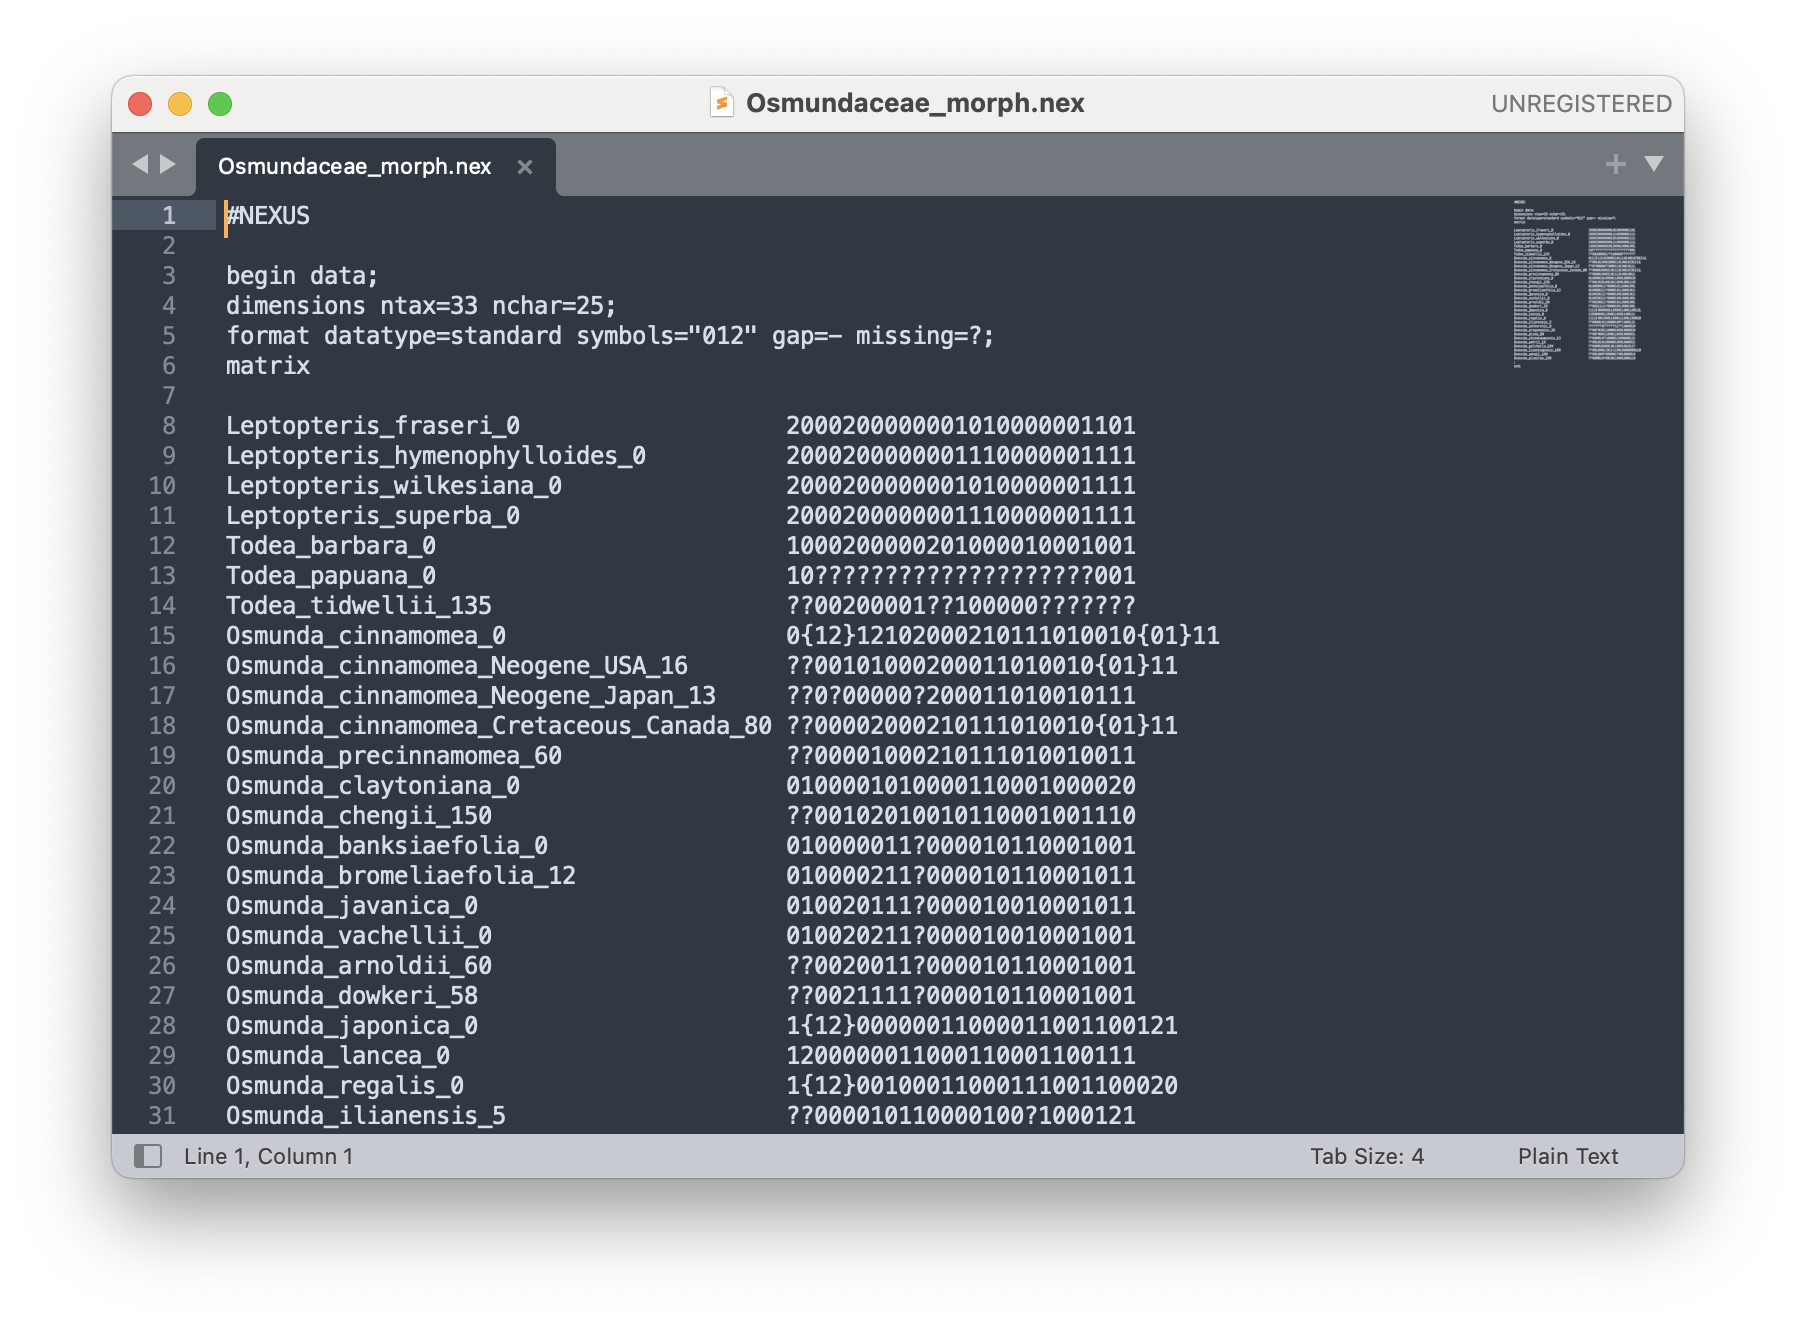 Osmundaceae_morph.nex
UNREGISTERED
Osmundaceae_morph.nex
1 #NEXUS
2
3 begin data;
4 dimensions ntax=33 nchar=25;
5 format datatype=standard symbols="012" gap=- missing=?;
6 matrix
7
8 Leptopteris_fraseri_0 2000200000001010000001101
9 Leptopteris_hymenophylloides_0 2000200000001110000001111
10 Leptopteris_wilkesiana_0 2000200000001010000001111
11 Leptopteris_superba_0 2000200000001110000001111
12 Todea_barbara_0 1000200000201000010001001
13 Todea_papuana_0 10????????????????????001
14 Todea_tidwellii_135 ??00200001??100000???????
15 Osmunda_cinnamomea_0 0{12}12102000210111010010{01}11
16 Osmunda_cinnamomea_Neogene_USA_16 ??00101000200011010010{01}11
17 Osmunda_cinnamomea_Neogene_Japan_13 ??0?00000?200011010010111
18 Osmunda_cinnamomea_Cretaceous_Canada_80 ??00002000210111010010{01}11
19 Osmunda_precinnamomea_60 ??00001000210111010010011
20 Osmunda_claytoniana_0 0100001010000110001000020
21 Osmunda_chengii_150 ??00102010010110001001110
22 Osmunda_banksiaefolia_0 010000011?000010110001001
23 Osmunda_bromeliaefolia_12 010000211?000010110001011
24 Osmunda_javanica_0 010020111?000010010001011
25 Osmunda_vachellii_0 010020211?000010010001001
26 Osmunda_arnoldii_60 ??0020011?000010110001001
27 Osmunda_dowkeri_58 ??0021111?000010110001001
28 Osmunda_japonica_0 1{12}00000011000011001100121
29 Osmunda_lancea_0 1200000011000110001100111
30 Osmunda_regalis_0 1{12}00100011000111001100020
31 Osmunda_ilianensis_5 ??000010110000100?1000121
Line 1, Column 1
Tab Size: 4
Plain Text